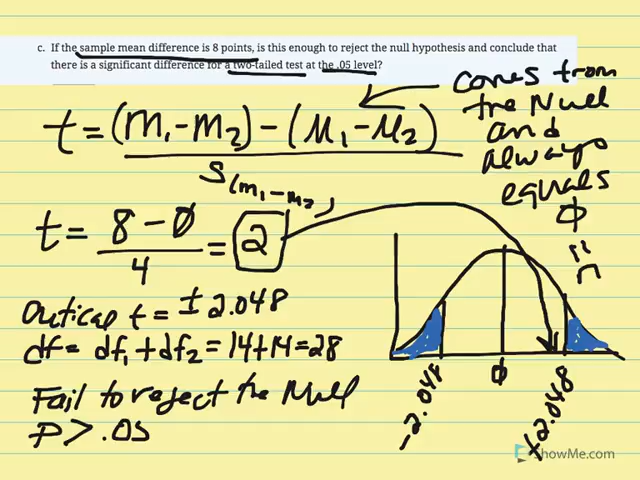 c. If the sample mean difference is 8 points, is this enough to reject the null hypothesis and conclude that
there is a significant difference for a two-tailed test at the .05 level?
comes from
the Null
and
always
equals
ϕ
t = (M₁-M₂) - (μ₁-μ₂)
S(M₁-M₂)
t = 8 - 0 = 2
4
Critical t = ± 2.048
df = df₁ + df₂ = 14+14 = 28
Fail to reject the Null
P > .05
-2.048
ϕ
+2.048
ShowMe.com